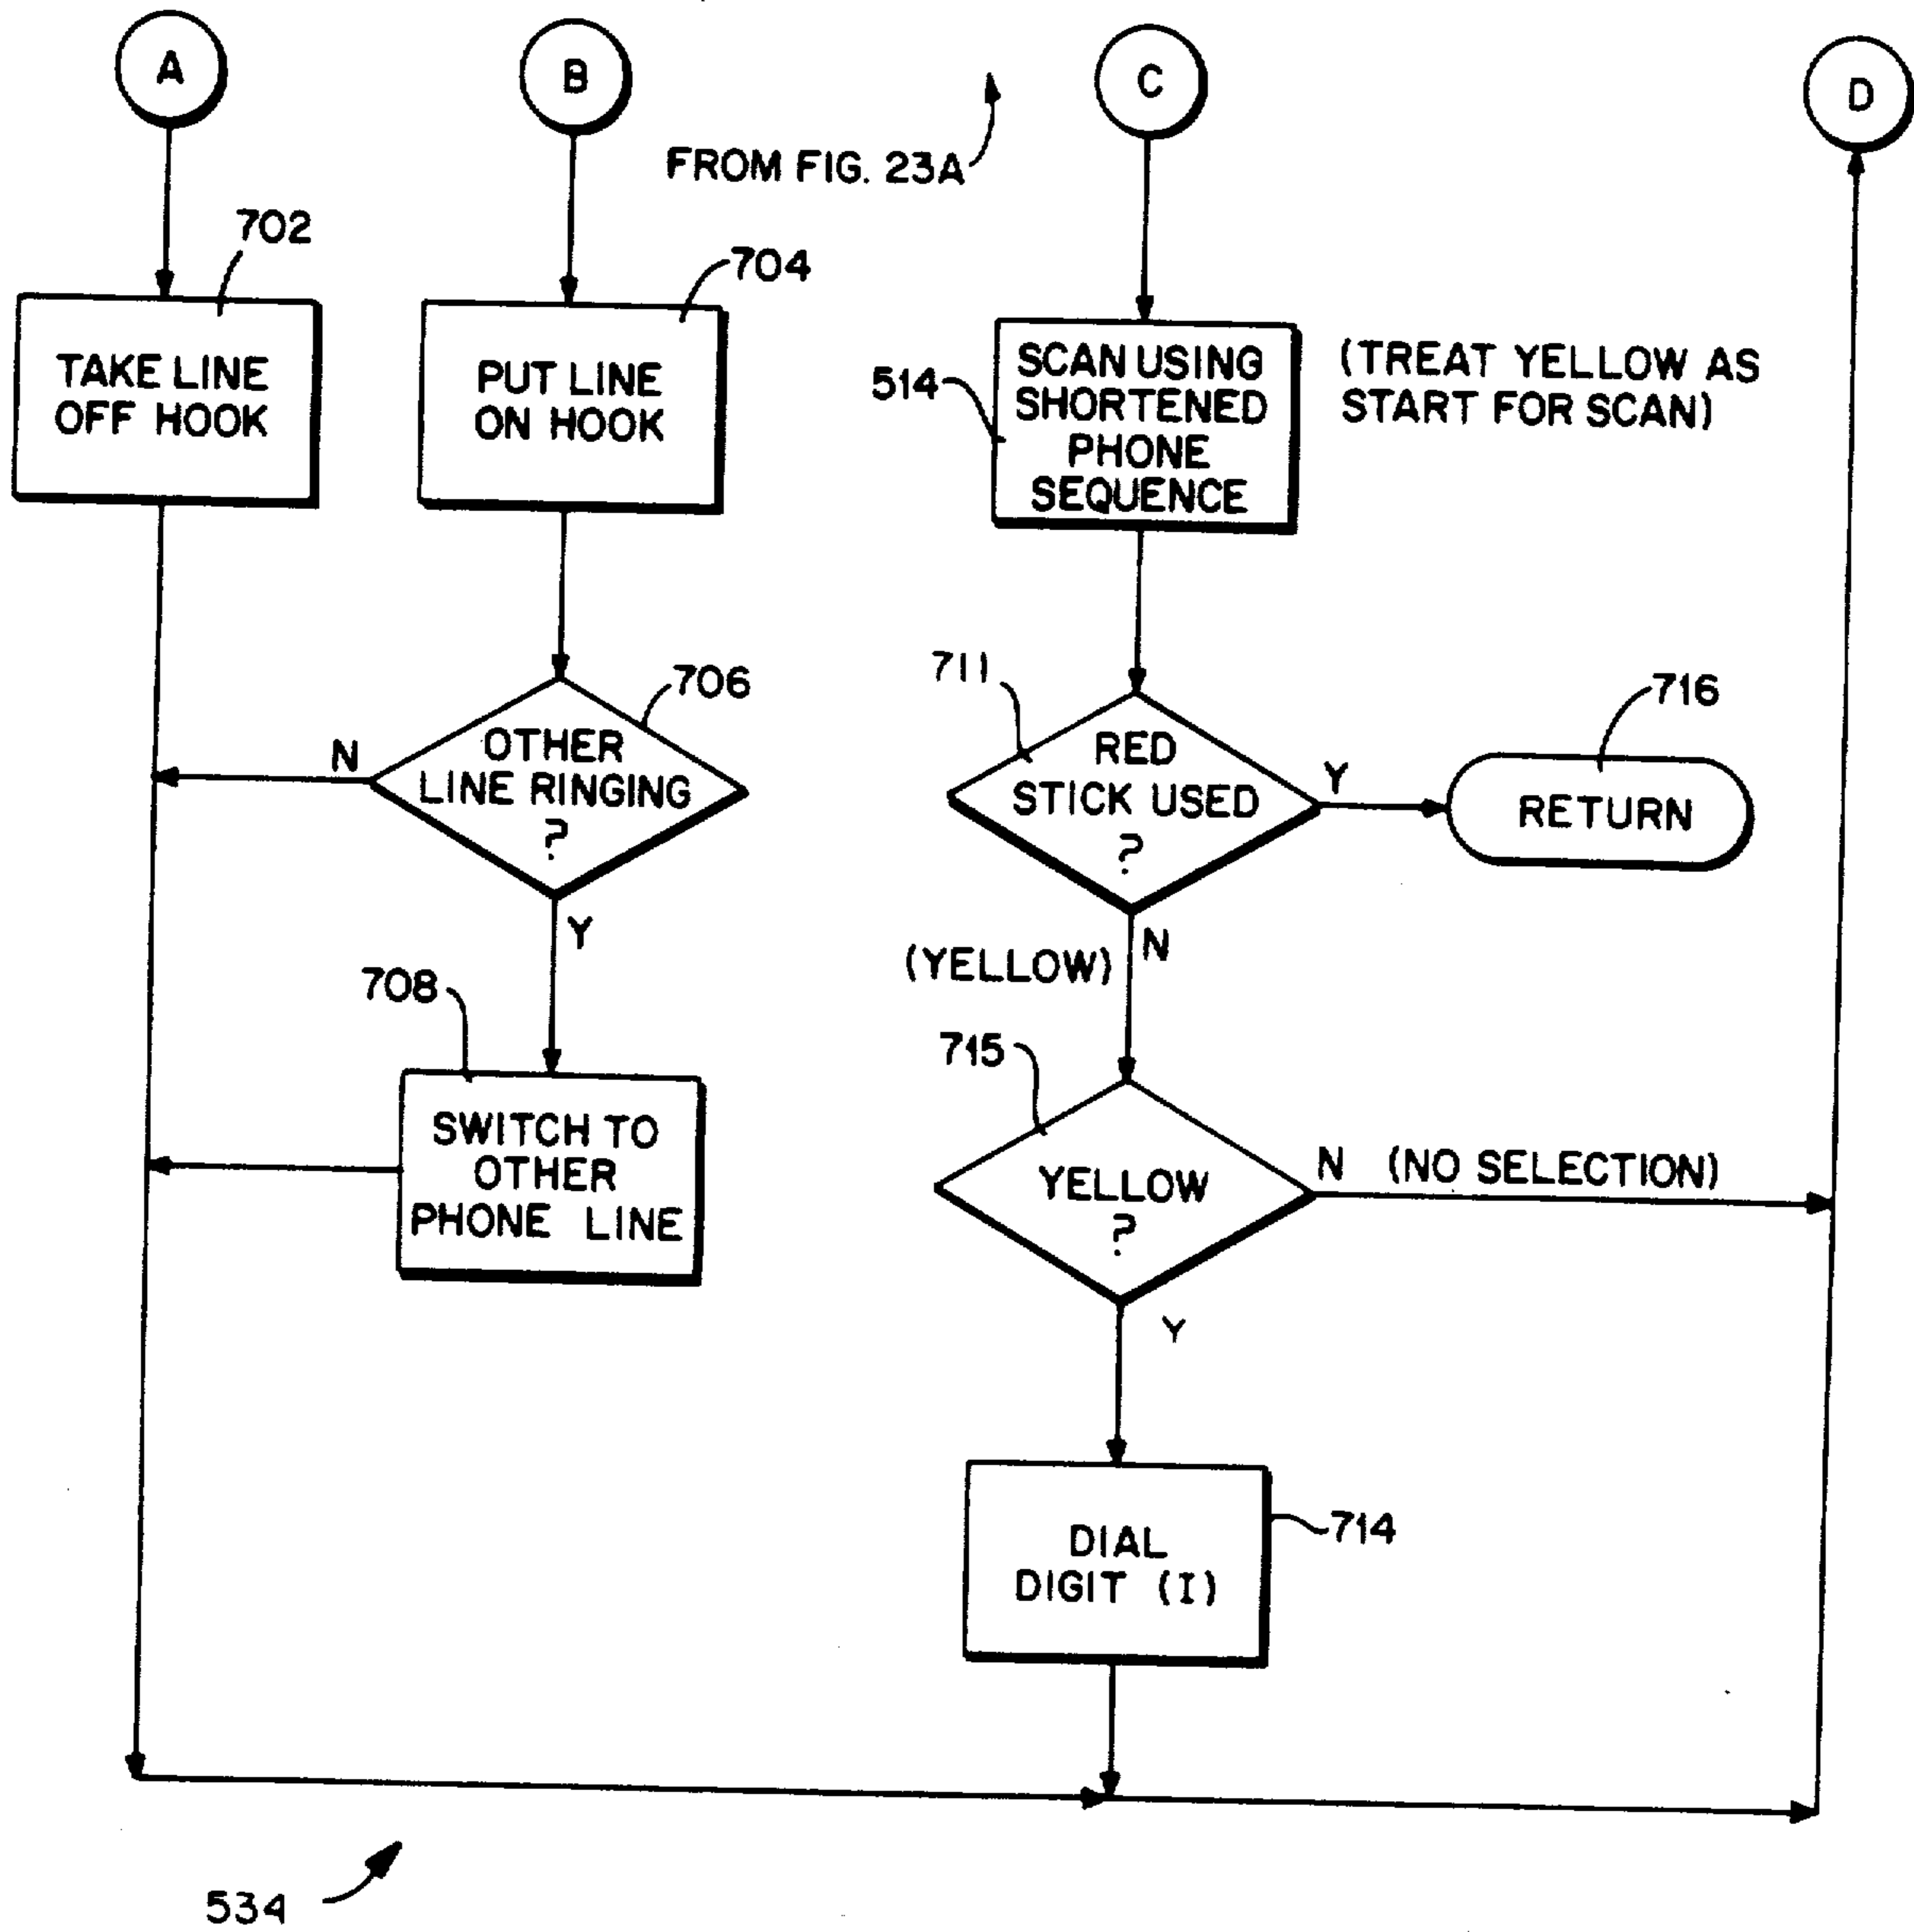 A
B
C
D
FROM FIG. 23A
702
704
TAKE LINE
OFF HOOK
PUT LINE
ON HOOK
514
SCAN USING
SHORTENED
PHONE
SEQUENCE
(TREAT YELLOW AS
START FOR SCAN)
706
OTHER
LINE RINGING
?
N
Y
711
RED
STICK USED
?
Y
716
RETURN
N
(YELLOW)
708
SWITCH TO
OTHER
PHONE LINE
715
YELLOW
?
N (NO SELECTION)
Y
DIAL
DIGIT (I)
714
534